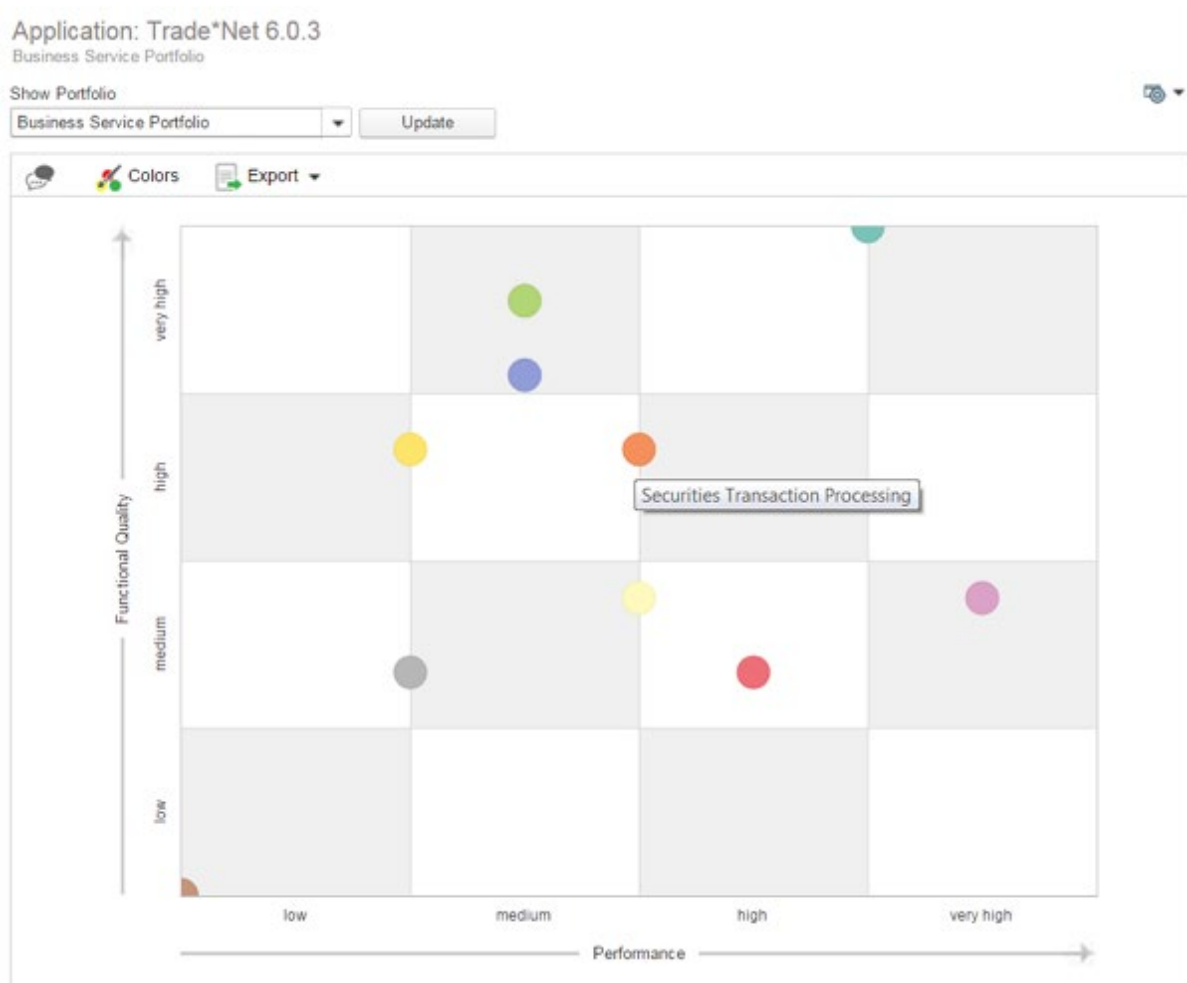 Application: Trade*Net 6.0.3
Business Service Portfolio
Show Portfolio
Business Service Portfolio
Update
Colors
Export
very high
high
medium
low
Functional Quality
Securities Transaction Processing
low
medium
high
very high
Performance